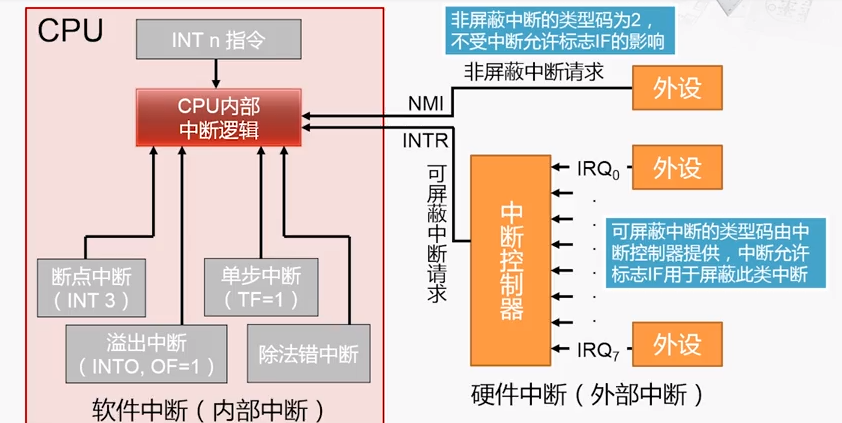 CPU
INT n 指令
CPU内部
中断逻辑
断点中断
（INT 3）
单步中断
（TF=1）
溢出中断
（INTO, OF=1）
除法错中断
软件中断（内部中断）
非屏蔽中断的类型码为2，
不受中断允许标志IF的影响
非屏蔽中断请求
外设
NMI
INTR
可屏蔽中断请求
中断控制器
IRQ0
外设
可屏蔽中断的类型码由中
断控制器提供，中断允许
标志IF用于屏蔽此类中断
IRQ7
外设
硬件中断（外部中断）